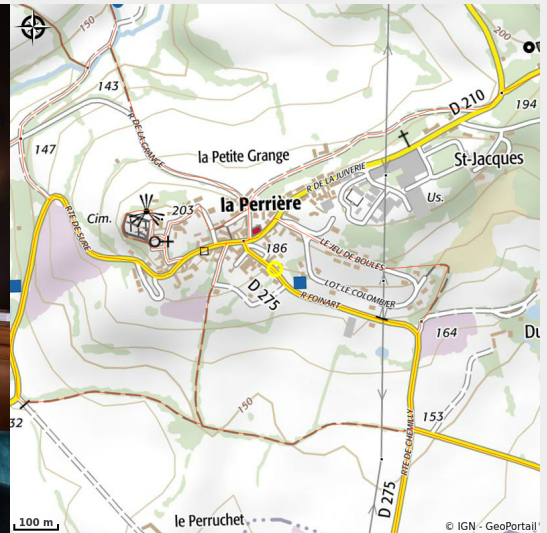 150
200
143
D 210
194
R DE LA GRANGE
147
la Petite Grange
St-Jacques
R DE LA JUIVERIE
Us.
la Perrière
Cim.
203
RTE DE SURE
186
LE JEU DE BOULES
LOT LE COLOMBIER
D 275
R FOINART
164
Du
150
153
32
RTE DE CHEMILLY
D 275
100 m
le Perruchet
© IGN - GeoPortail